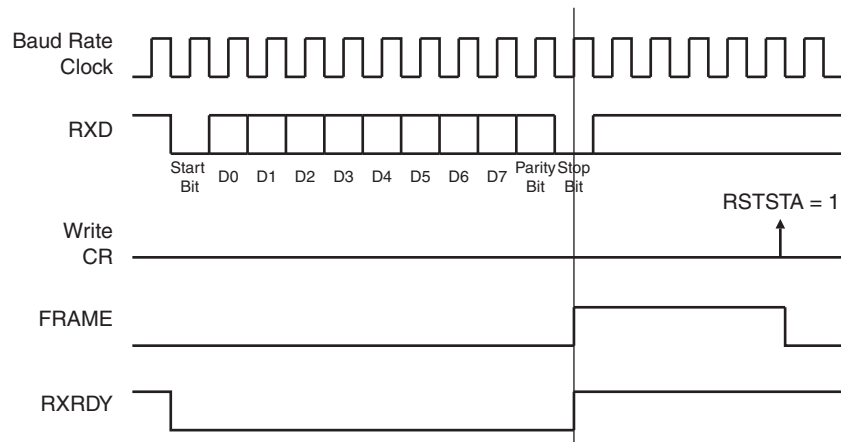 Baud Rate
Clock
RXD
Start
Bit
D0
D1
D2
D3
D4
D5
D6
D7
Parity
Bit
Stop
Bit
RSTSTA = 1
Write
CR
FRAME
RXRDY